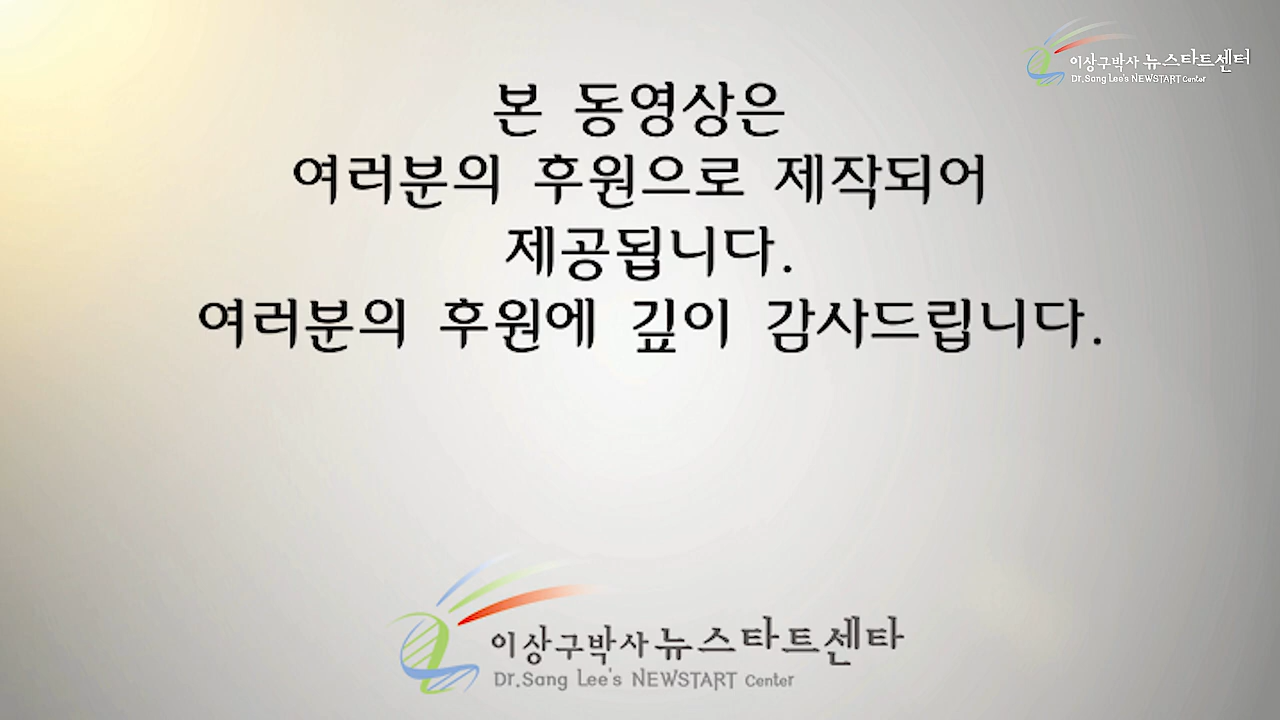 이상구박사 뉴스타트센터
Dr.Sang Lee's NEWSTART Center
본 동영상은
여러분의 후원으로 제작되어
제공됩니다.
여러분의 후원에 깊이 감사드립니다.
이상구박사 뉴스타트센타
Dr.Sang Lee's NEWSTART Center